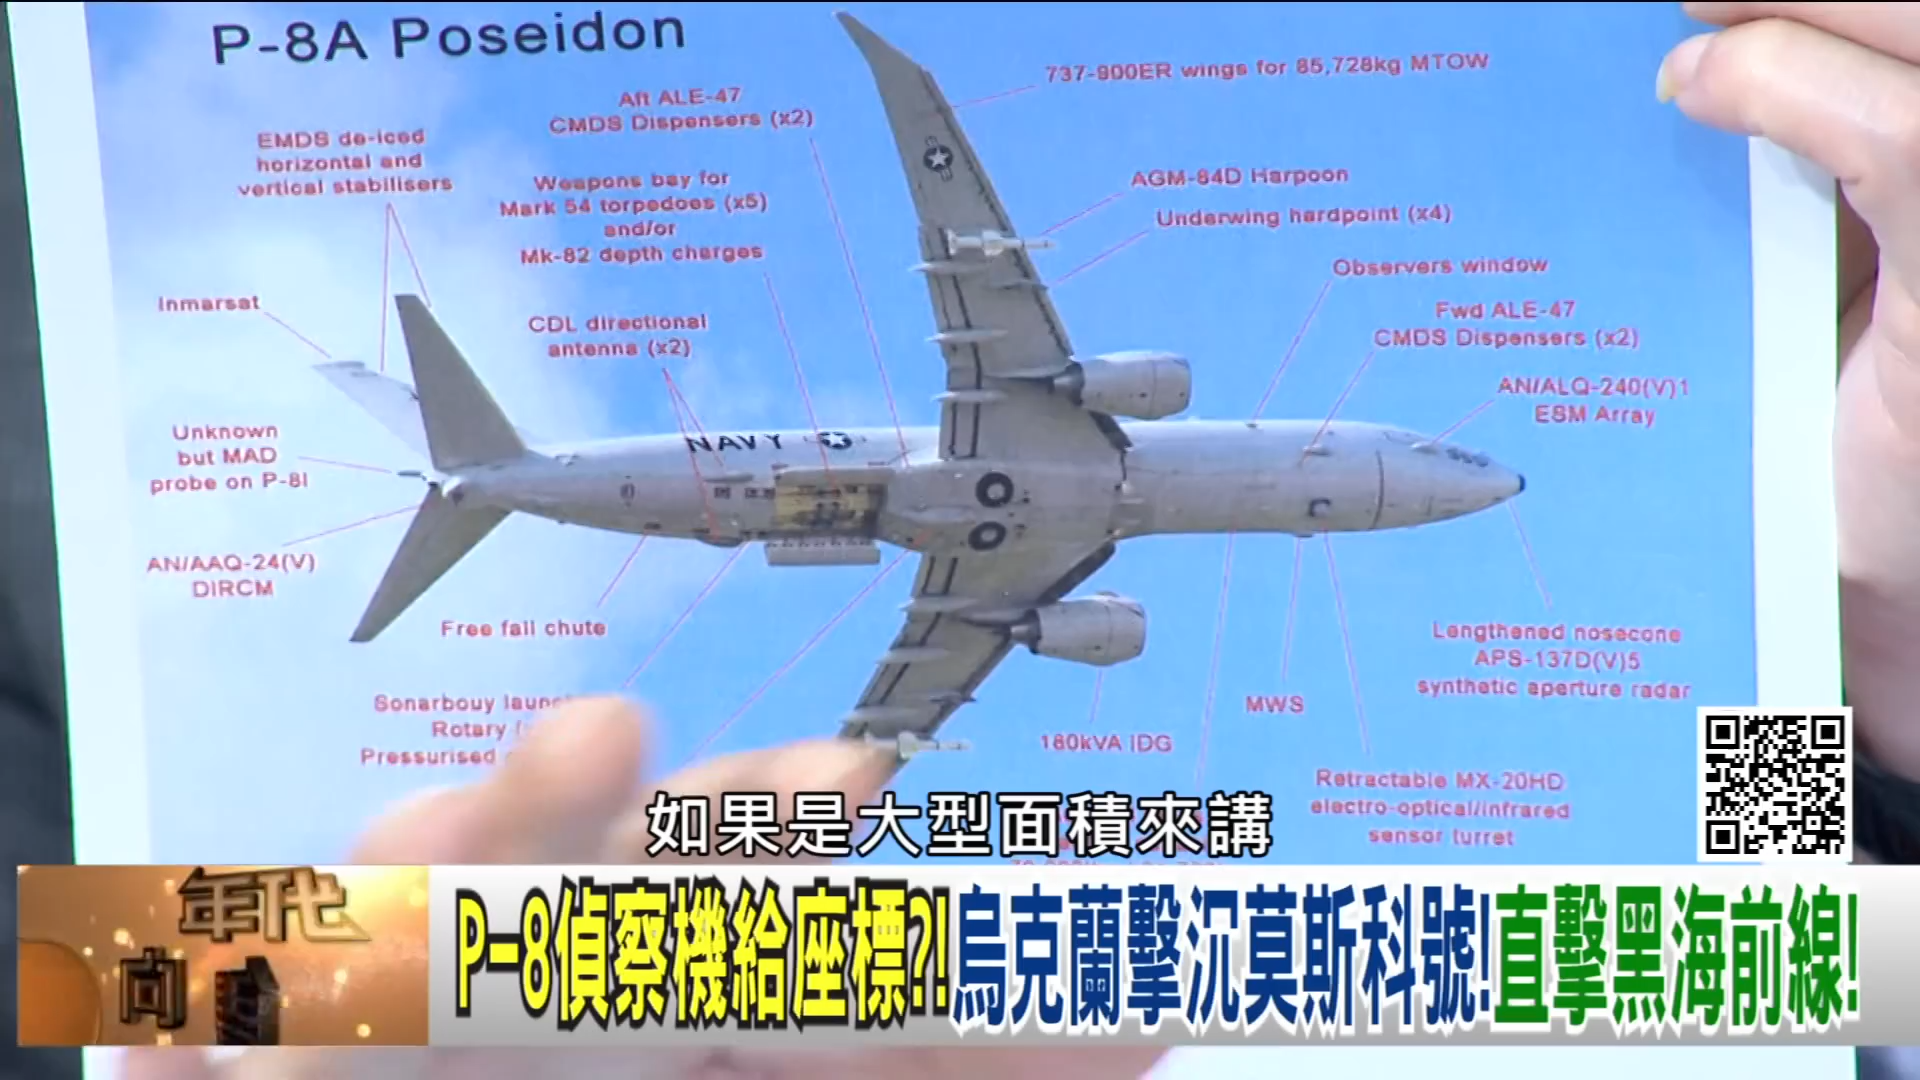 P-8A Poseidon
737-900ER wings for 85,728kg MTOW
Aft ALE-47
CMDS Dispensers (x2)
EMDS de-iced
horizontal and
vertical stabilisers
Weapons bay for
Mark 54 torpedoes (x5)
and/or
Mk-82 depth charges
AGM-84D Harpoon
Underwing hardpoint (x4)
Observers window
Inmarsat
CDL directional
antenna (x2)
Fwd ALE-47
CMDS Dispensers (x2)
AN/ALQ-240(V)1
ESM Array
Unknown
but MAD
probe on P-8I
NAVY
AN/AAQ-24(V)
DIRCM
Free fall chute
Lengthened nosecone
APS-137D(V)5
synthetic aperture radar
Sonarbouy
Rotary
Pressurised
MWS
180kVA IDG
Retractable MX-20HD
electro-optical/infrared
sensor turret
如果是大型面積來講
年代
向錢
P-8偵察機給座標?!烏克蘭擊沉莫斯科號!直擊黑海前線!